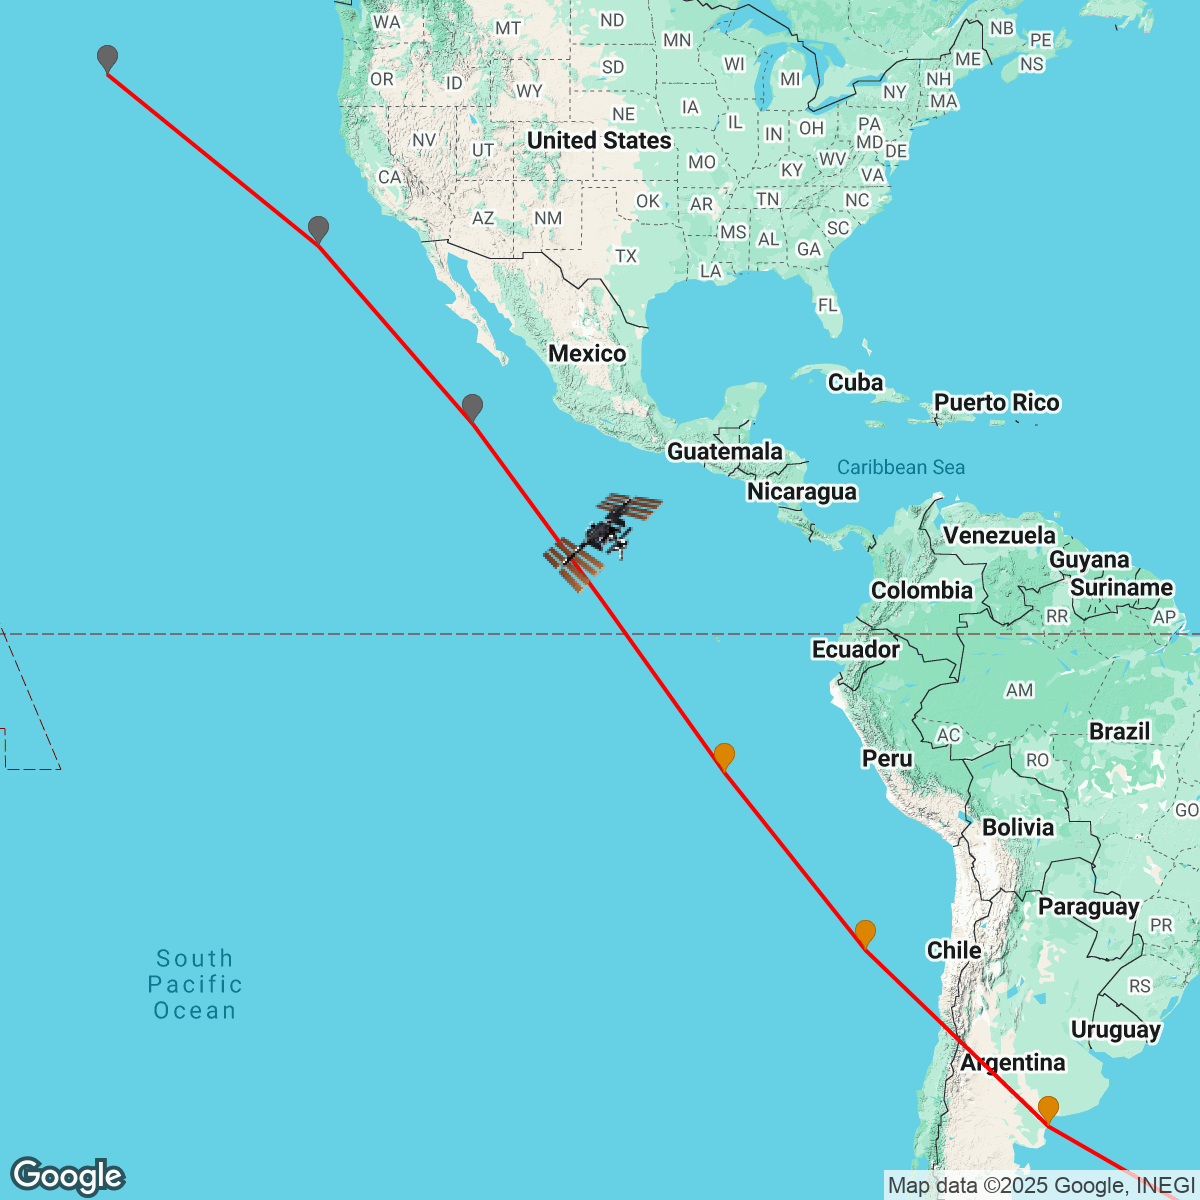 WA
MT
ND
MN
NB
PE
ME
NS
OR
ID
SD
WI
MI
NH
NY
MA
WY
NE
IA
NV
UT
United States
IL
IN
OH
PA
MD
DE
CA
MO
KY
WV
VA
AZ
NM
OK
AR
TN
NC
MS
AL
SC
GA
TX
LA
FL
Mexico
Cuba
Puerto Rico
Guatemala
Caribbean Sea
Nicaragua
Venezuela
Guyana
Colombia
Suriname
RR
AP
Ecuador
AM
AC
Brazil
Peru
RO
GO
Bolivia
Paraguay
PR
Chile
South
Pacific
Ocean
RS
Uruguay
Argentina
Google
Map data ©2025 Google, INEGI